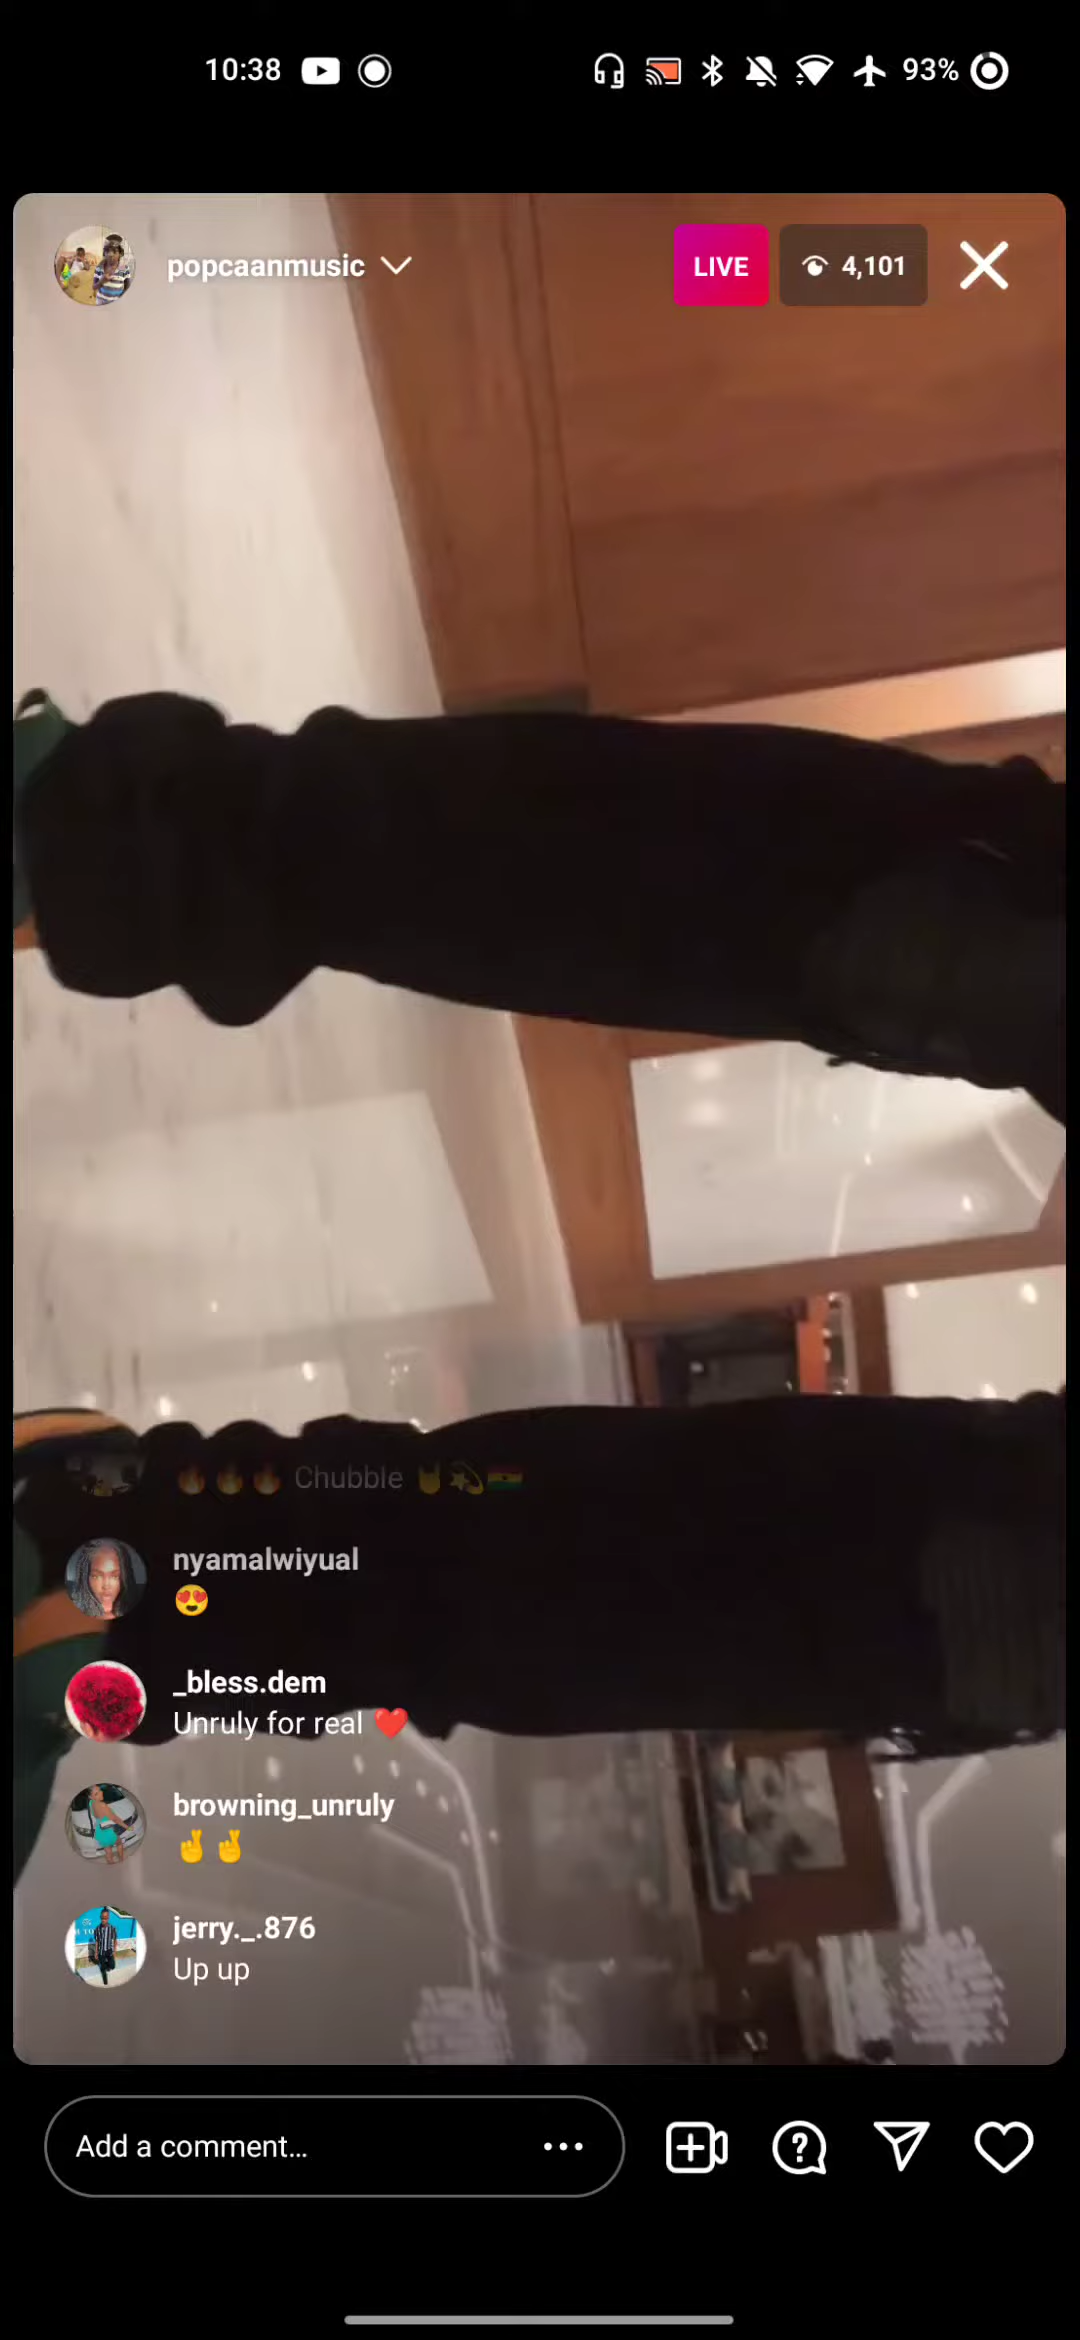 10:38 93%
popcaanmusic LIVE 4,101
🔥🔥🔥 Chubble 🤘💫🇬🇭
nyamalwiyual
😍
_bless.dem
Unruly for real ❤️
browning_unruly
🤞🤞
jerry._.876
Up up
Add a comment...